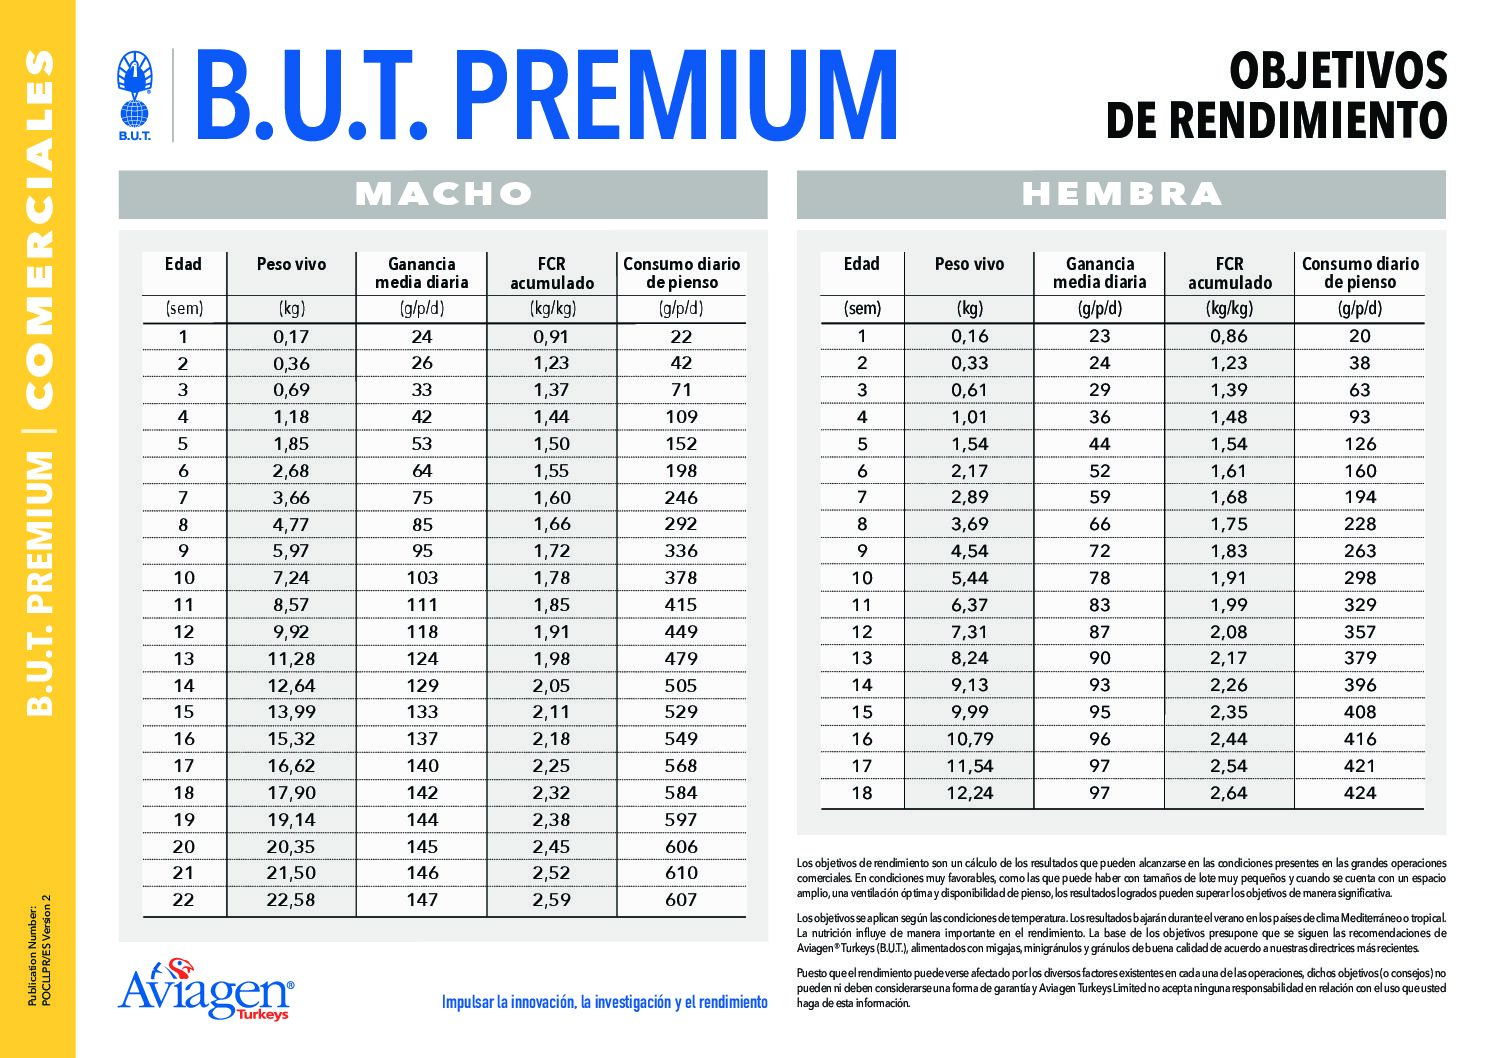 B.U.T. PREMIUM | COMERCIALES
Publication Number:
POCLLPR/ES Version 2
B.U.T.
B.U.T. PREMIUM
OBJETIVOS
DE RENDIMIENTO
MACHO
Edad Peso vivo Ganancia media diaria FCR acumulado Consumo diario de pienso
(sem) (kg) (g/p/d) (kg/kg) (g/p/d)
1 0,17 24 0,91 22
2 0,36 26 1,23 42
3 0,69 33 1,37 71
4 1,18 42 1,44 109
5 1,85 53 1,50 152
6 2,68 64 1,55 198
7 3,66 75 1,60 246
8 4,77 85 1,66 292
9 5,97 95 1,72 336
10 7,24 103 1,78 378
11 8,57 111 1,85 415
12 9,92 118 1,91 449
13 11,28 124 1,98 479
14 12,64 129 2,05 505
15 13,99 133 2,11 529
16 15,32 137 2,18 549
17 16,62 140 2,25 568
18 17,90 142 2,32 584
19 19,14 144 2,38 597
20 20,35 145 2,45 606
21 21,50 146 2,52 610
22 22,58 147 2,59 607
HEMBRA
Edad Peso vivo Ganancia media diaria FCR acumulado Consumo diario de pienso
(sem) (kg) (g/p/d) (kg/kg) (g/p/d)
1 0,16 23 0,86 20
2 0,33 24 1,23 38
3 0,61 29 1,39 63
4 1,01 36 1,48 93
5 1,54 44 1,54 126
6 2,17 52 1,61 160
7 2,89 59 1,68 194
8 3,69 66 1,75 228
9 4,54 72 1,83 263
10 5,44 78 1,91 298
11 6,37 83 1,99 329
12 7,31 87 2,08 357
13 8,24 90 2,17 379
14 9,13 93 2,26 396
15 9,99 95 2,35 408
16 10,79 96 2,44 416
17 11,54 97 2,54 421
18 12,24 97 2,64 424
Los objetivos de rendimiento son un cálculo de los resultados que pueden alcanzarse en las condiciones presentes en las grandes operaciones
comerciales. En condiciones muy favorables, como las que puede haber con tamaños de lote muy pequeños y cuando se cuenta con un espacio
amplio, una ventilación óptima y disponibilidad de pienso, los resultados logrados pueden superar los objetivos de manera significativa.
Los objetivos se aplican según las condiciones de temperatura. Los resultados bajarán durante el verano en los países de clima Mediterráneo o tropical.
La nutrición influye de manera importante en el rendimiento. La base de los objetivos presupone que se siguen las recomendaciones de
Aviagen® Turkeys (B.U.T.), alimentados con migajas, minigránulos y gránulos de buena calidad de acuerdo a nuestras directrices más recientes.
Puesto que el rendimiento puede verse afectado por los diversos factores existentes en cada una de las operaciones, dichos objetivos (o consejos) no
pueden ni deben considerarse una forma de garantía y Aviagen Turkeys Limited no acepta ninguna responsabilidad en relación con el uso que usted
haga de esta información.
Aviagen®
Turkeys
Impulsar la innovación, la investigación y el rendimiento